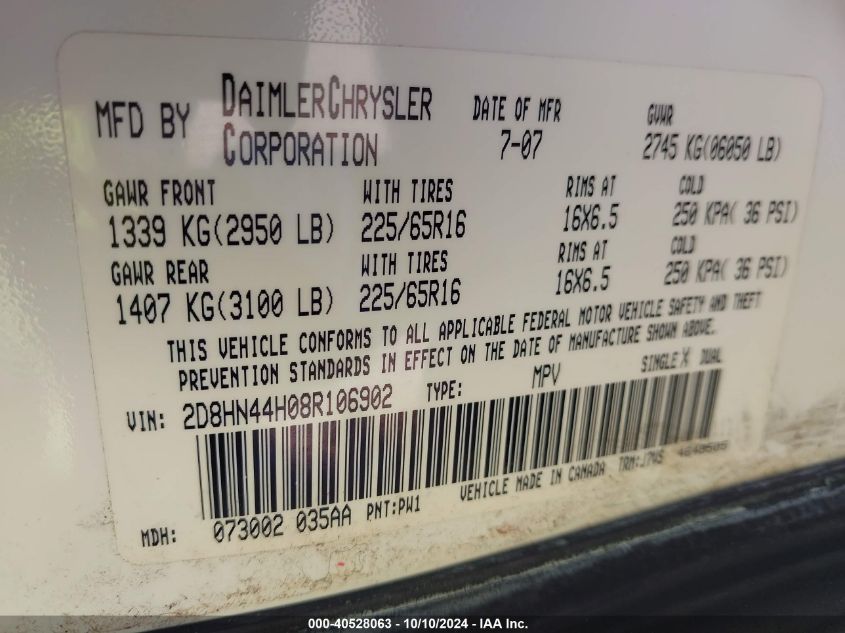 MFD BY DAIMLERCHRYSLER CORPORATION DATE OF MFR 7-07 GVWR 2745 KG(06050 LB)
GAWR FRONT WITH TIRES RIMS AT COLD
1339 KG(2950 LB) 225/65R16 16X6.5 250 KPA( 36 PSI)
GAWR REAR WITH TIRES RIMS AT COLD
1407 KG(3100 LB) 225/65R16 16X6.5 250 KPA( 36 PSI)
THIS VEHICLE CONFORMS TO ALL APPLICABLE FEDERAL MOTOR VEHICLE SAFETY AND THEFT
PREVENTION STANDARDS IN EFFECT ON THE DATE OF MANUFACTURE SHOWN ABOVE.
VIN: 2D8HN44H08R106902 TYPE: MPV SINGLE X DUAL
VEHICLE MADE IN CANADA TRM:J7VS
MDH: 073002 035AA PNT:PW1
000-40528063 - 10/10/2024 - IAA Inc.